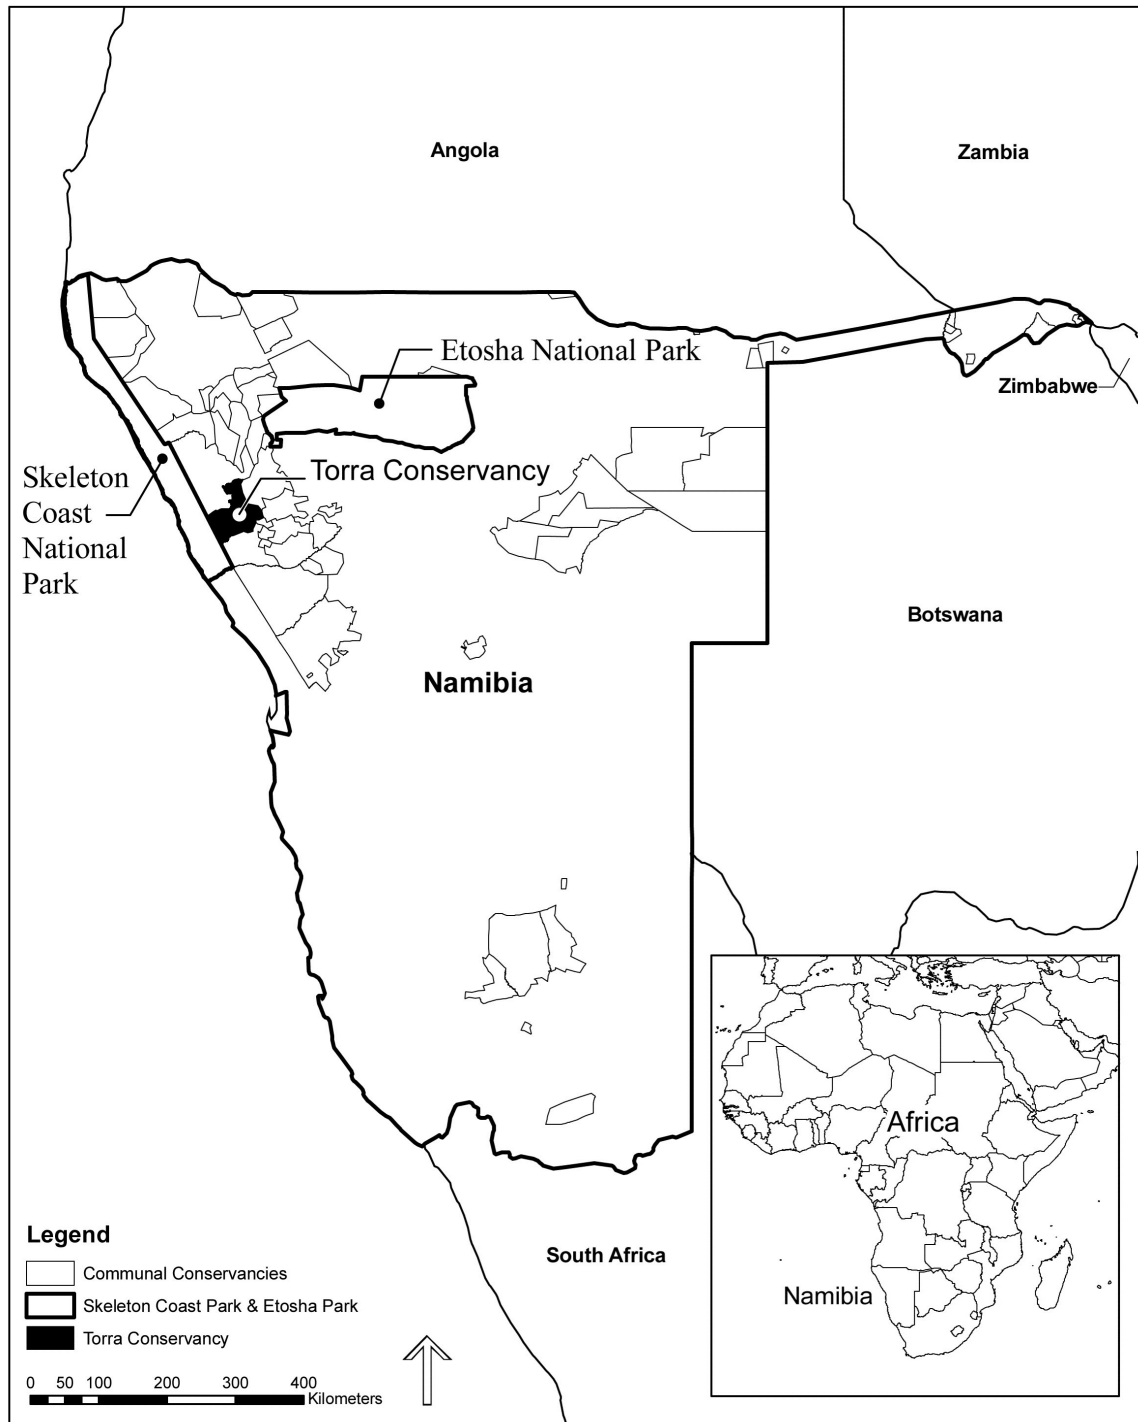 Angola
Zambia
Etosha National Park
Zimbabwe
Torra Conservancy
Skeleton
Coast
National
Park
Botswana
Namibia
Africa
Namibia
South Africa
Legend
Communal Conservancies
Skeleton Coast Park & Etosha Park
Torra Conservancy
0 50 100 200 300 400
Kilometers